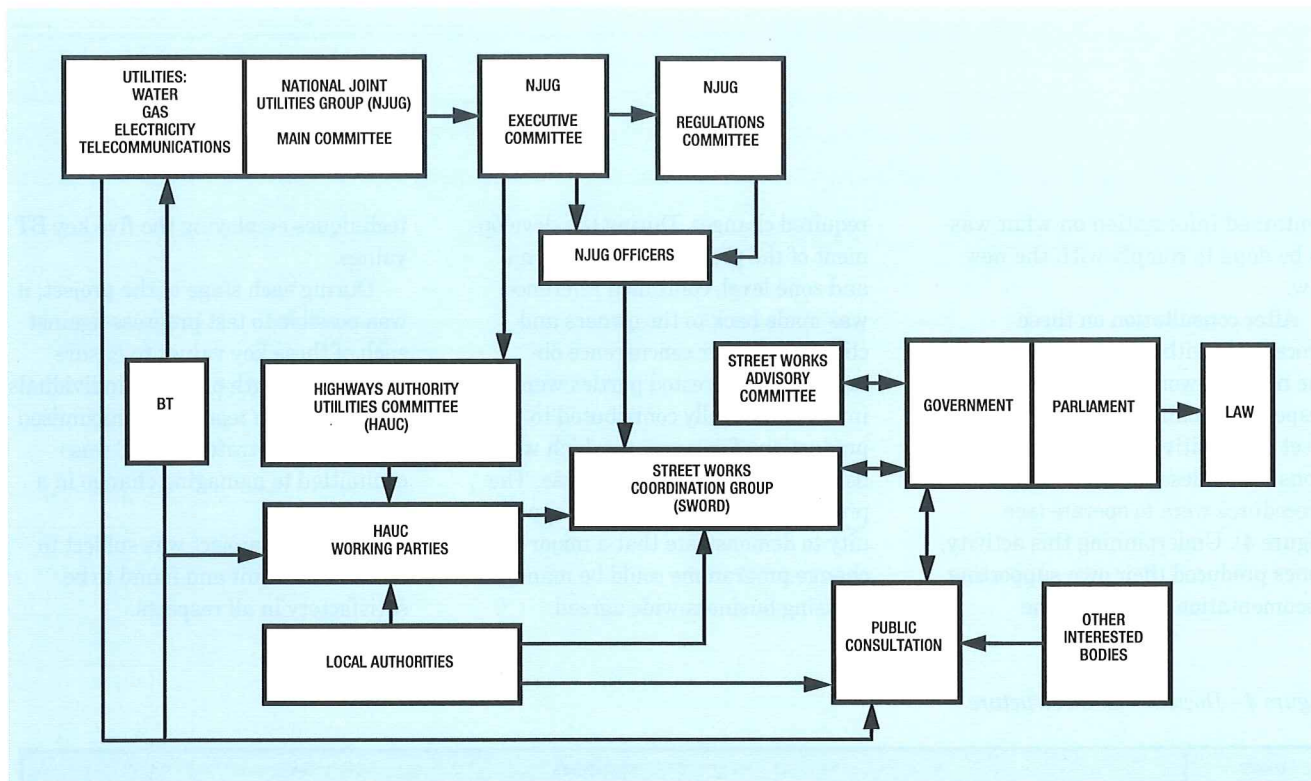 UTILITIES:
WATER
GAS
ELECTRICITY
TELECOMMUNICATIONS
NATIONAL JOINT
UTILITIES GROUP (NJUG)
MAIN COMMITTEE
NJUG
EXECUTIVE
COMMITTEE
NJUG
REGULATIONS
COMMITTEE
NJUG OFFICERS
BT
HIGHWAYS AUTHORITY
UTILITIES COMMITTEE
(HAUC)
STREET WORKS
ADVISORY
COMMITTEE
GOVERNMENT
PARLIAMENT
LAW
STREET WORKS
COORDINATION GROUP
(SWORD)
HAUC
WORKING PARTIES
LOCAL AUTHORITIES
PUBLIC
CONSULTATION
OTHER
INTERESTED
BODIES